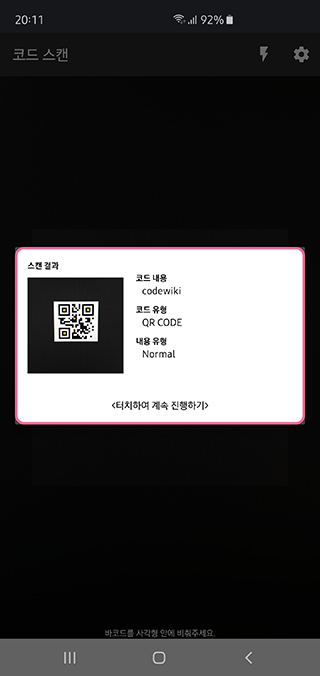 20:11
92%
코드 스캔
스캔 결과
코드 내용
codewiki
코드 유형
QR CODE
내용 유형
Normal
<터치하여 계속 진행하기>
바코드를 사각형 안에 비춰주세요.